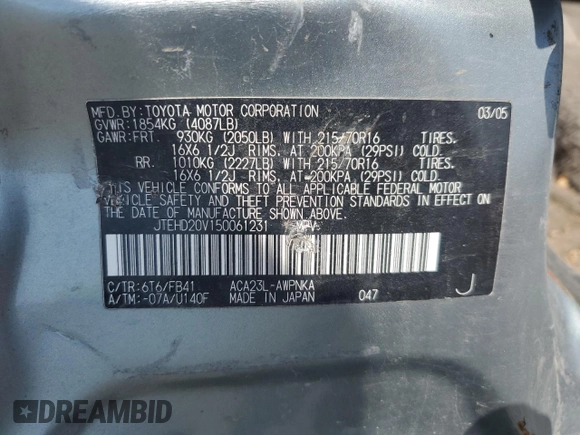 MFD.BY:TOYOTA MOTOR CORPORATION 03/05
GVWR:1854KG (4087LB)
GAWR:FRT. 930KG (2050LB) WITH 215/70R16 TIRES.
16X6 1/2J RIMS, AT 200KPA (29PSI) COLD.
RR. 1010KG (2227LB) WITH 215/70R16 TIRES.
16X6 1/2J RIMS, AT 200KPA (29PSI) COLD.
THIS VEHICLE CONFORMS TO ALL APPLICABLE FEDERAL MOTOR
VEHICLE SAFETY AND THEFT PREVENTION STANDARDS IN EFFECT ON
THE DATE OF MANUFACTURE SHOWN ABOVE.
JTEHD20V150061231
C/TR:6T6/FB41 ACA23L-AWPNKA
A/TM:-07A/U140F MADE IN JAPAN 047 J
DREAMBID